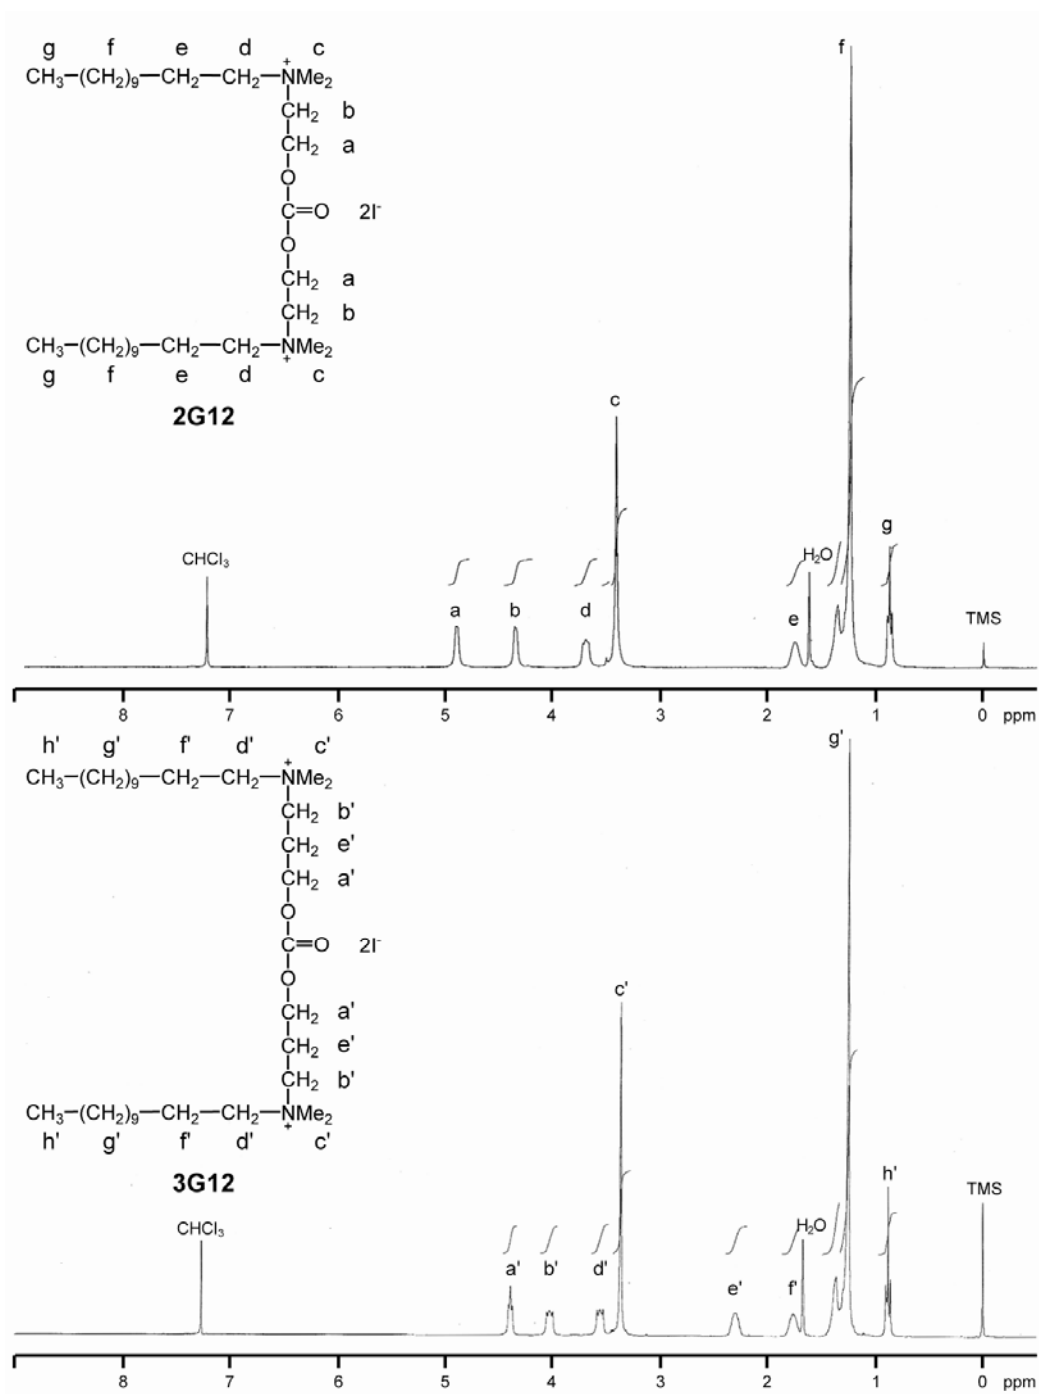 g f e d c
CH₃-(CH₂)₉-CH₂-CH₂-N⁺Me₂
CH₂ b
CH₂ a
O
C=O 2I⁻
O
CH₂ a
CH₂ b
CH₃-(CH₂)₉-CH₂-CH₂-N⁺Me₂
g f e d c
2G12
CHCl₃
a
b
d
c
e
H₂O
f
g
TMS
8 7 6 5 4 3 2 1 0 ppm
h' g' f' d' c'
CH₃-(CH₂)₉-CH₂-CH₂-N⁺Me₂
CH₂ b'
CH₂ e'
CH₂ a'
O
C=O 2I⁻
O
CH₂ a'
CH₂ e'
CH₂ b'
CH₃-(CH₂)₉-CH₂-CH₂-N⁺Me₂
h' g' f' d' c'
3G12
CHCl₃
a'
b'
d'
c'
e'
f'
H₂O
g'
h'
TMS
8 7 6 5 4 3 2 1 0 ppm